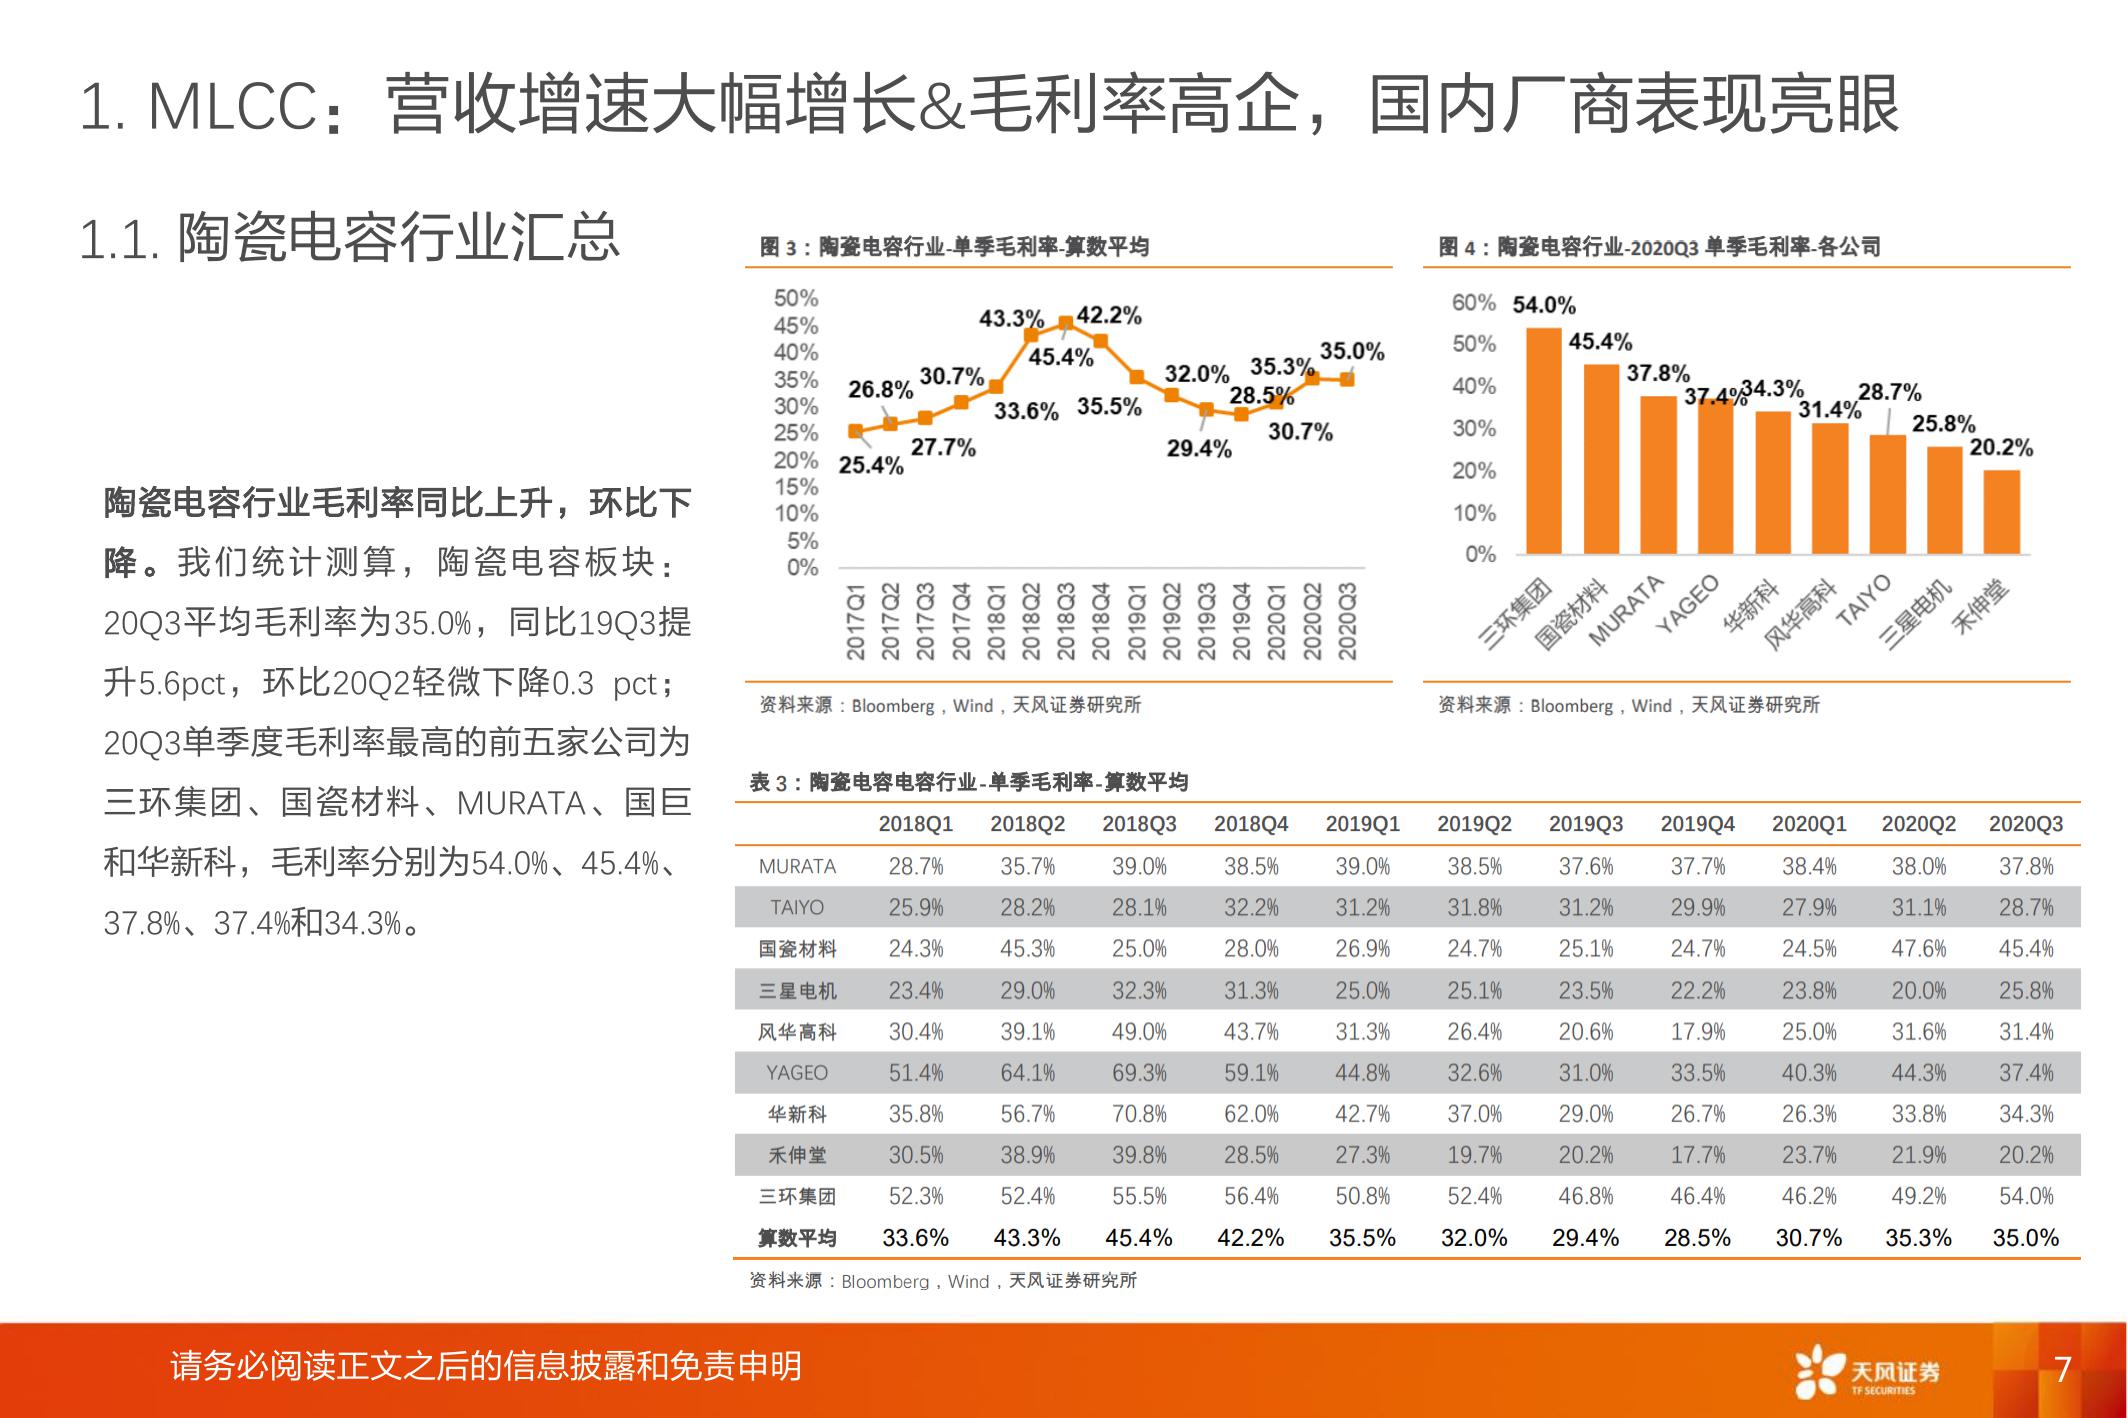 1. MLCC：营收增速大幅增长&毛利率高企，国内厂商表现亮眼
1.1. 陶瓷电容行业汇总
陶瓷电容行业毛利率同比上升，环比下
降。我们统计测算，陶瓷电容板块：
20Q3平均毛利率为35.0%，同比19Q3提
升5.6pct，环比20Q2轻微下降0.3 pct；
20Q3单季度毛利率最高的前五家公司为
三环集团、国瓷材料、MURATA、国巨
和华新科，毛利率分别为54.0%、45.4%、
37.8%、37.4%和34.3%。
图 3：陶瓷电容行业-单季毛利率-算数平均
50%
45%
40%
35%
30%
25%
20%
15%
10%
5%
0%
25.4%
26.8%
27.7%
30.7%
33.6%
43.3%
45.4%
42.2%
35.5%
32.0%
29.4%
28.5%
30.7%
35.3%
35.0%
2017Q1
2017Q2
2017Q3
2017Q4
2018Q1
2018Q2
2018Q3
2018Q4
2019Q1
2019Q2
2019Q3
2019Q4
2020Q1
2020Q2
2020Q3
资料来源：Bloomberg，Wind，天风证券研究所
图 4：陶瓷电容行业-2020Q3 单季毛利率-各公司
60%
50%
40%
30%
20%
10%
0%
54.0%
45.4%
37.8%
37.4%
34.3%
31.4%
28.7%
25.8%
20.2%
三环集团
国瓷材料
MURATA
YAGEO
华新科
风华高科
TAIYO
三星电机
禾伸堂
资料来源：Bloomberg，Wind，天风证券研究所
表 3：陶瓷电容电容行业-单季毛利率-算数平均
2018Q1 2018Q2 2018Q3 2018Q4 2019Q1 2019Q2 2019Q3 2019Q4 2020Q1 2020Q2 2020Q3
MURATA 28.7% 35.7% 39.0% 38.5% 39.0% 38.5% 37.6% 37.7% 38.4% 38.0% 37.8%
TAIYO 25.9% 28.2% 28.1% 32.2% 31.2% 31.8% 31.2% 29.9% 27.9% 31.1% 28.7%
国瓷材料 24.3% 45.3% 25.0% 28.0% 26.9% 24.7% 25.1% 24.7% 24.5% 47.6% 45.4%
三星电机 23.4% 29.0% 32.3% 31.3% 25.0% 25.1% 23.5% 22.2% 23.8% 20.0% 25.8%
风华高科 30.4% 39.1% 49.0% 43.7% 31.3% 26.4% 20.6% 17.9% 25.0% 31.6% 31.4%
YAGEO 51.4% 64.1% 69.3% 59.1% 44.8% 32.6% 31.0% 33.5% 40.3% 44.3% 37.4%
华新科 35.8% 56.7% 70.8% 62.0% 42.7% 37.0% 29.0% 26.7% 26.3% 33.8% 34.3%
禾伸堂 30.5% 38.9% 39.8% 28.5% 27.3% 19.7% 20.2% 17.7% 23.7% 21.9% 20.2%
三环集团 52.3% 52.4% 55.5% 56.4% 50.8% 52.4% 46.8% 46.4% 46.2% 49.2% 54.0%
算数平均 33.6% 43.3% 45.4% 42.2% 35.5% 32.0% 29.4% 28.5% 30.7% 35.3% 35.0%
资料来源：Bloomberg，Wind，天风证券研究所
请务必阅读正文之后的信息披露和免责申明
天风证券
TF SECURITIES
7